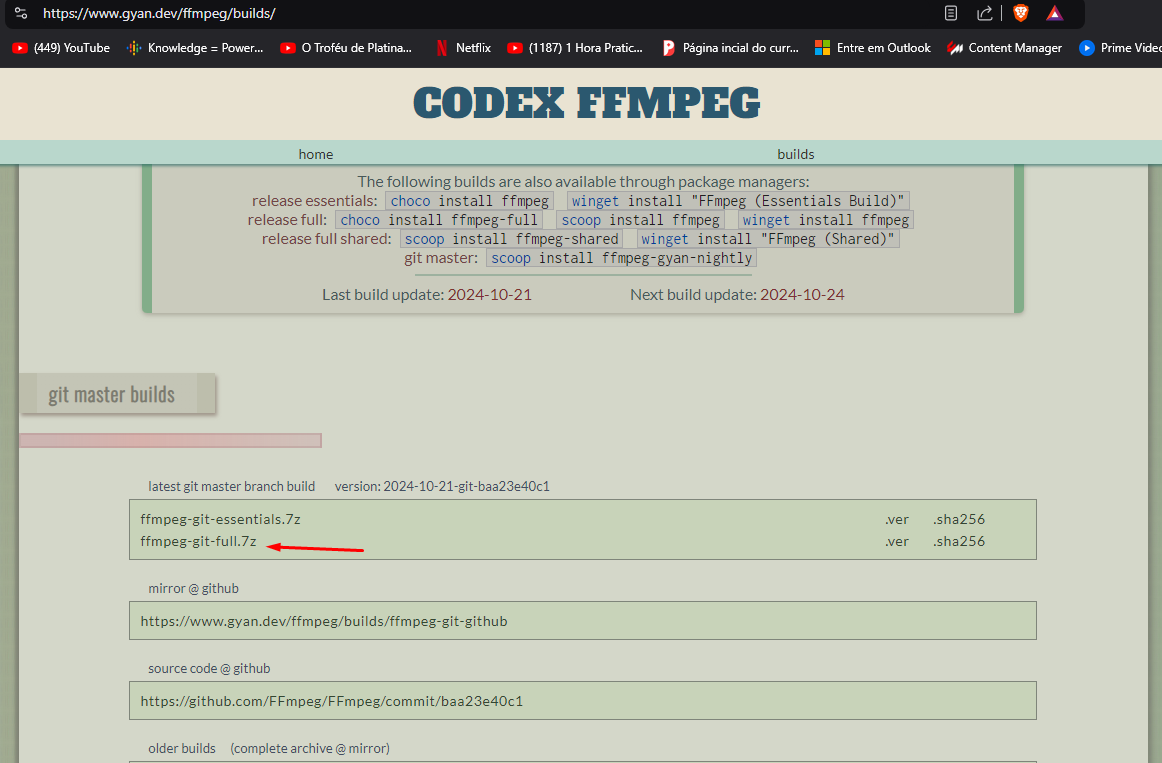 https://www.gyan.dev/ffmpeg/builds/
(449) YouTube Knowledge = Power... O Troféu de Platina... Netflix (1187) 1 Hora Pratic... Página incial do curr... Entre em Outlook Content Manager Prime Video
CODEX FFMPEG
home builds
The following builds are also available through package managers:
release essentials: choco install ffmpeg winget install "FFmpeg (Essentials Build)"
release full: choco install ffmpeg-full scoop install ffmpeg winget install ffmpeg
release full shared: scoop install ffmpeg-shared winget install "FFmpeg (Shared)"
git master: scoop install ffmpeg-gyan-nightly
Last build update: 2024-10-21 Next build update: 2024-10-24
git master builds
latest git master branch build version: 2024-10-21-git-baa23e40c1
ffmpeg-git-essentials.7z .ver .sha256
ffmpeg-git-full.7z .ver .sha256
mirror @ github
https://www.gyan.dev/ffmpeg/builds/ffmpeg-git-github
source code @ github
https://github.com/FFmpeg/FFmpeg/commit/baa23e40c1
older builds (complete archive @ mirror)